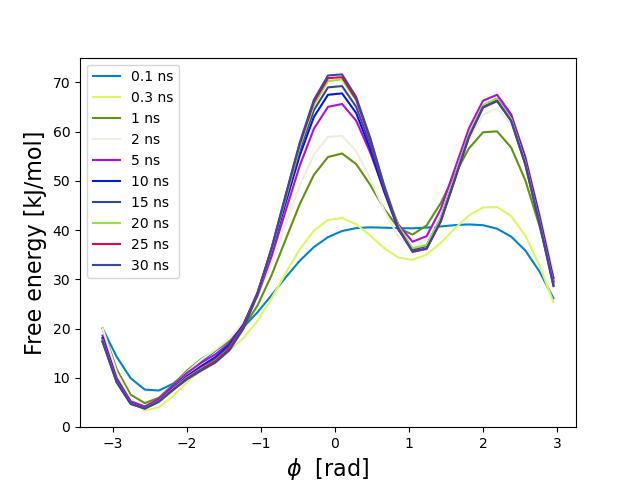 Free energy [kJ/mol]
70
60
50
40
30
20
10
0
0.1 ns
0.3 ns
1 ns
2 ns
5 ns
10 ns
15 ns
20 ns
25 ns
30 ns
−3 −2 −1 0 1 2 3
ϕ [rad]